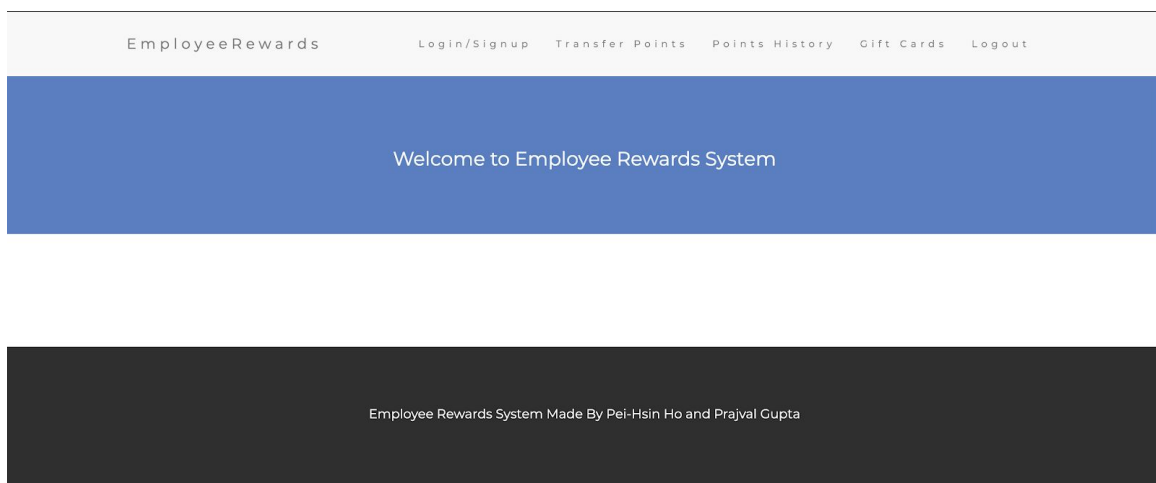 EmployeeRewards Login/Signup Transfer Points Points History Gift Cards Logout
Welcome to Employee Rewards System
Employee Rewards System Made By Pei-Hsin Ho and Prajval Gupta